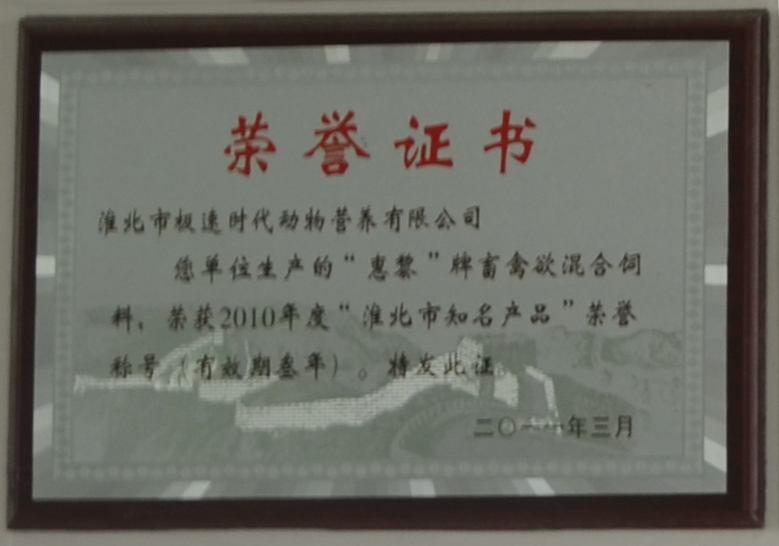 荣誉证书
淮北市极速时代动物营养有限公司
您单位生产的“惠黎”牌畜禽欲混合饲
料，荣获2010年度“淮北市知名产品”荣誉
称号（有效期叁年）。特发此证
二〇一一年三月